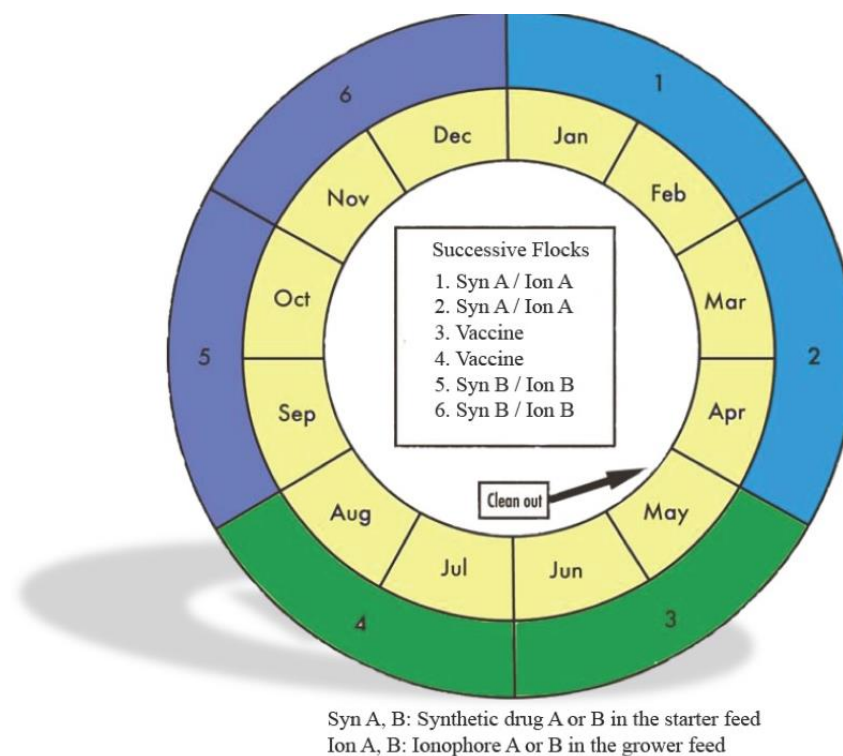 1
2
3
4
5
6
Jan
Feb
Mar
Apr
May
Jun
Jul
Aug
Sep
Oct
Nov
Dec
Successive Flocks
1. Syn A / Ion A
2. Syn A / Ion A
3. Vaccine
4. Vaccine
5. Syn B / Ion B
6. Syn B / Ion B
Clean out
Syn A, B: Synthetic drug A or B in the starter feed
Ion A, B: Ionophore A or B in the grower feed